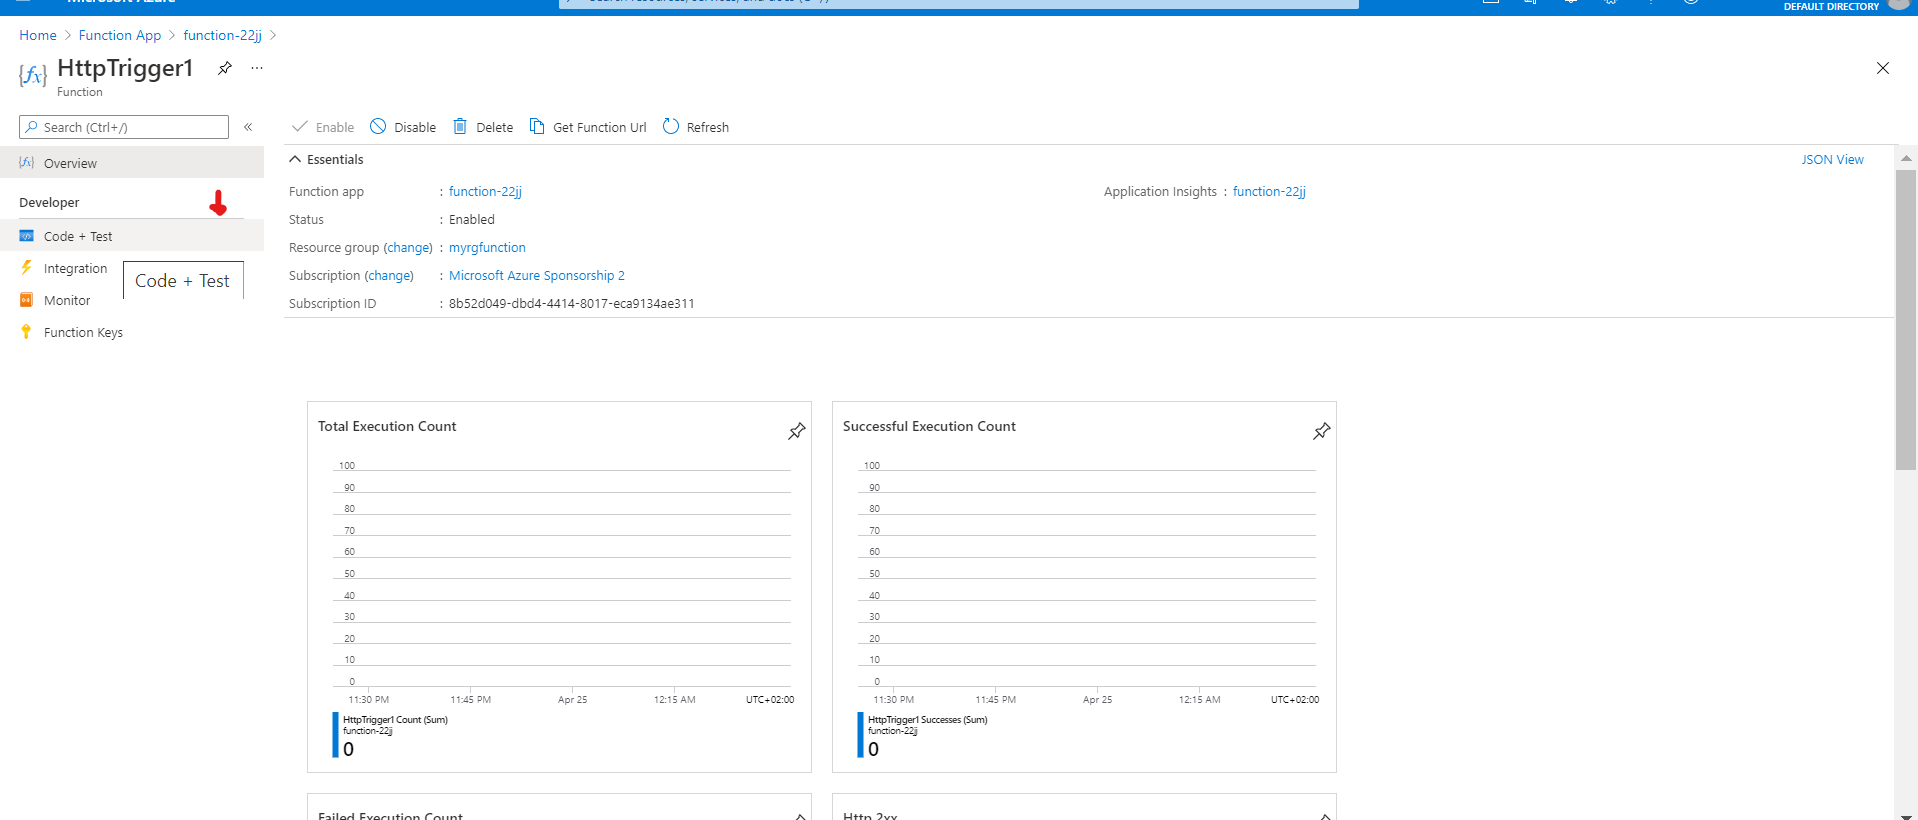 Microsoft Azure
DEFAULT DIRECTORY
Home > Function App > function-22jj >
{fx} HttpTrigger1 ...
Function
Search (Ctrl+/) «
Enable Disable Delete Get Function Url Refresh
Overview
Essentials JSON View
Function app : function-22jj Application Insights : function-22jj
Developer
Status : Enabled
Code + Test
Resource group (change) : myrgfunction
Integration
Code + Test
Subscription (change) : Microsoft Azure Sponsorship 2
Monitor
Subscription ID : 8b52d049-dbd4-4414-8017-eca9134ae311
Function Keys
Total Execution Count
100
90
80
70
60
50
40
30
20
10
0
11:30 PM 11:45 PM Apr 25 12:15 AM UTC+02:00
HttpTrigger1 Count (Sum)
function-22jj
0
Successful Execution Count
100
90
80
70
60
50
40
30
20
10
0
11:30 PM 11:45 PM Apr 25 12:15 AM UTC+02:00
HttpTrigger1 Successes (Sum)
function-22jj
0
Failed Execution Count
Http 2xx